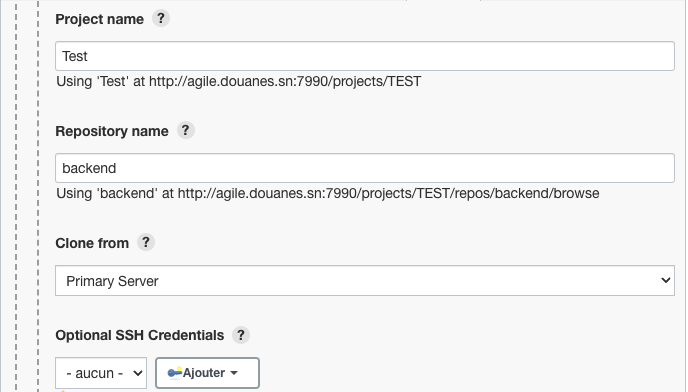 Project name ?
Test
Using 'Test' at http://agile.douanes.sn:7990/projects/TEST
Repository name ?
backend
Using 'backend' at http://agile.douanes.sn:7990/projects/TEST/repos/backend/browse
Clone from ?
Primary Server
Optional SSH Credentials ?
- aucun - Ajouter